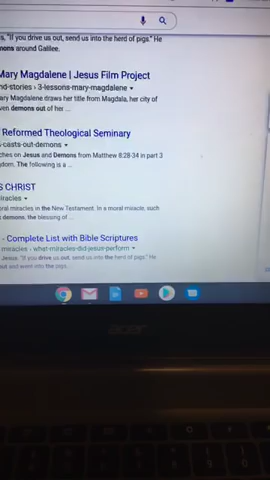 s, "If you drive us out, send us into the herd of pigs." He
mons around Galilee.
Mary Magdalene | Jesus Film Project
nd-stories › 3-lessons-mary-magdalene
ary Magdalene draws her title from Magdala, her city of
ven demons out of her ...
Reformed Theological Seminary
-casts-out-demons
ches on Jesus and Demons from Matthew 8:28-34 in part 3
gdom. The following is a ...
S CHRIST
iracles
oral miracles in the New Testament. In a moral miracle, such
demons, the blessing of ...
- Complete List with Bible Scriptures
miracles › what-miracles-did-jesus-perform
Jesus, "If you drive us out, send us into the herd of pigs." He
out and went into the pigs
acer